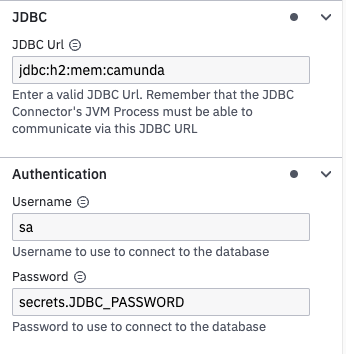 JDBC
JDBC Url
jdbc:h2:mem:camunda
Enter a valid JDBC Url. Remember that the JDBC
Connector's JVM Process must be able to
communicate via this JDBC URL
Authentication
Username
sa
Username to use to connect to the database
Password
secrets.JDBC_PASSWORD
Password to use to connect to the database